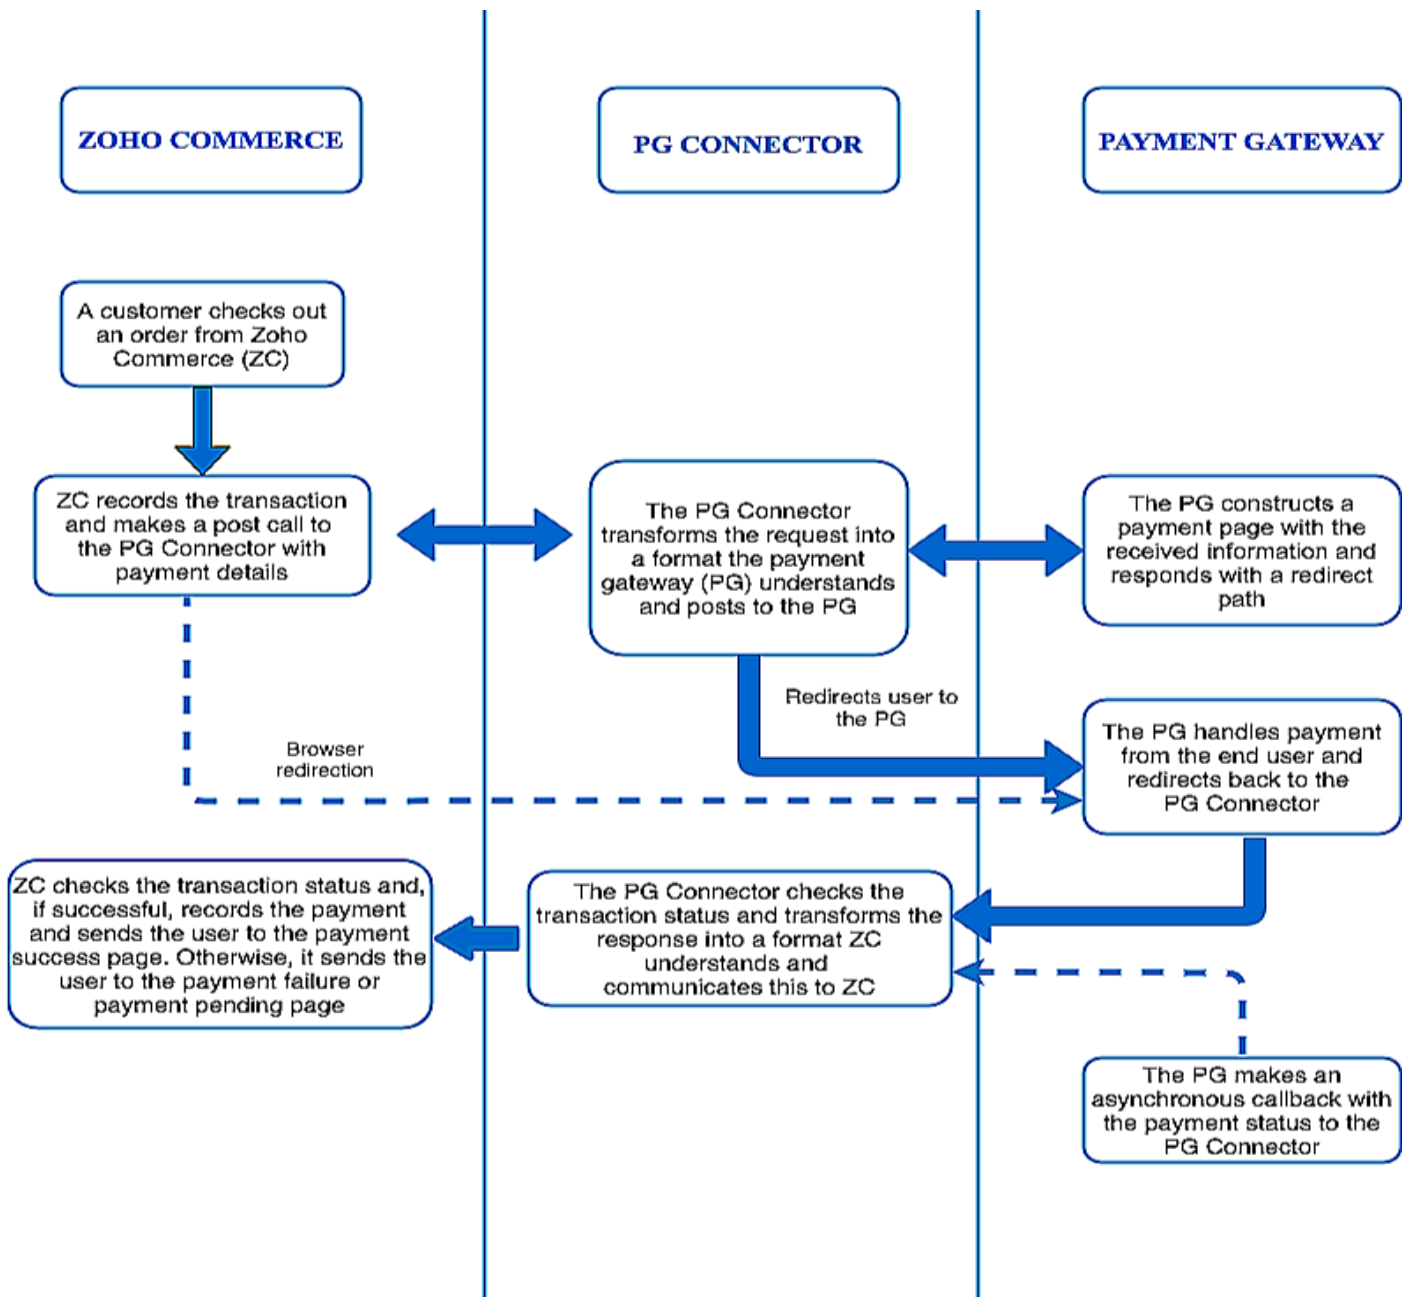 ZOHO COMMERCE
PG CONNECTOR
PAYMENT GATEWAY
A customer checks out
an order from Zoho
Commerce (ZC)
ZC records the transaction
and makes a post call to
the PG Connector with
payment details
The PG Connector
transforms the request into
a format the payment
gateway (PG) understands
and posts to the PG
The PG constructs a
payment page with the
received information and
responds with a redirect
path
Redirects user to
the PG
Browser
redirection
The PG handles payment
from the end user and
redirects back to the
PG Connector
ZC checks the transaction status and,
if successful, records the payment
and sends the user to the payment
success page. Otherwise, it sends the
user to the payment failure or
payment pending page
The PG Connector checks the
transaction status and transforms the
response into a format ZC
understands and
communicates this to ZC
The PG makes an
asynchronous callback with
the payment status to the
PG Connector